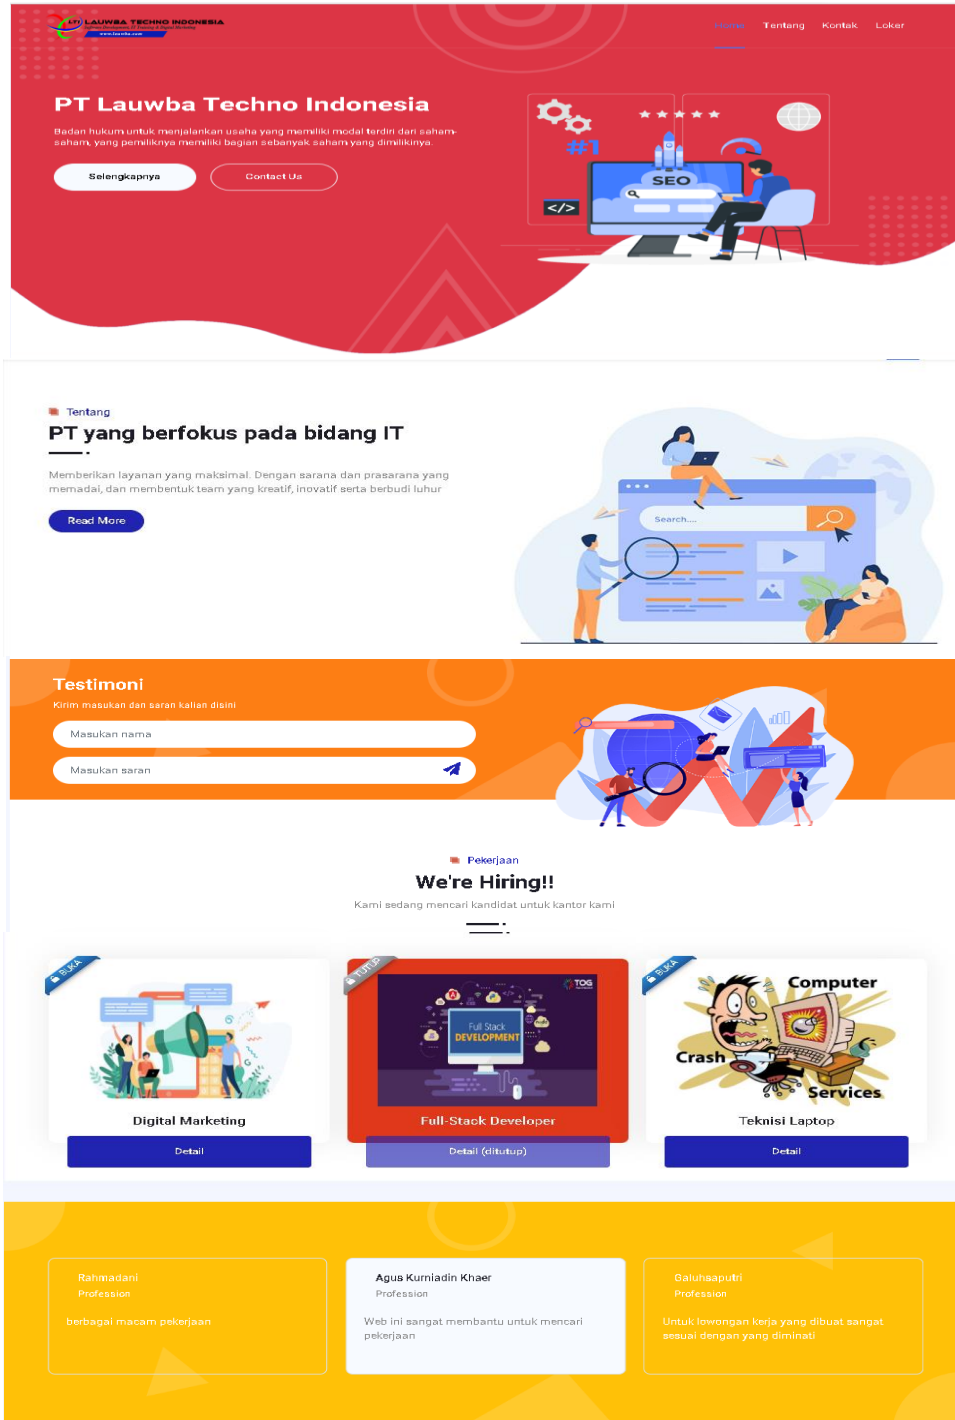 LTI LAUWBA TECHNO INDONESIA
www.lauwba.com
Home Tentang Kontak Loker
PT Lauwba Techno Indonesia
Badan hukum untuk menjalankan usaha yang memiliki modal terdiri dari saham-
saham, yang pemiliknya memiliki bagian sebanyak saham yang dimilikinya.
Selengkapnya
Contact Us
#1
SEO
</>
Tentang
PT yang berfokus pada bidang IT
Memberikan layanan yang maksimal. Dengan sarana dan prasarana yang
memadai, dan membentuk team yang kreatif, inovatif serta berbudi luhur
Read More
Search....
Testimoni
Kirim masukan dan saran kalian disini
Masukan nama
Masukan saran
Pekerjaan
We're Hiring!!
Kami sedang mencari kandidat untuk kantor kami
BUKA
Digital Marketing
Detail
TUTUP
TOG
Full Stack
DEVELOPMENT
Full-Stack Developer
Detail (ditutup)
BUKA
Computer
Crash
Services
Teknisi Laptop
Detail
Rahmadani
Profession
berbagai macam pekerjaan
Agus Kurniadin Khaer
Profession
Web ini sangat membantu untuk mencari
pekerjaan
Galuhsaputri
Profession
Untuk lowongan kerja yang dibuat sangat
sesuai dengan yang diminati